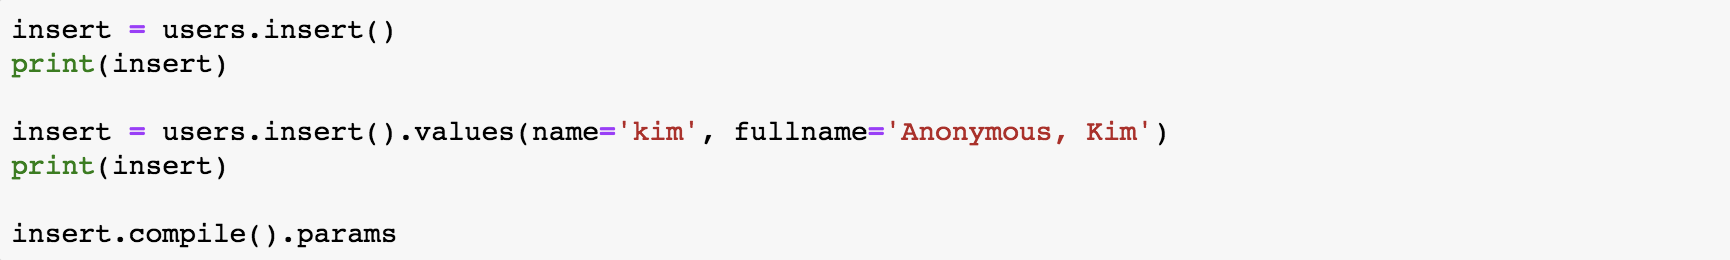 insert = users.insert()
print(insert)
insert = users.insert().values(name='kim', fullname='Anonymous, Kim')
print(insert)
insert.compile().params